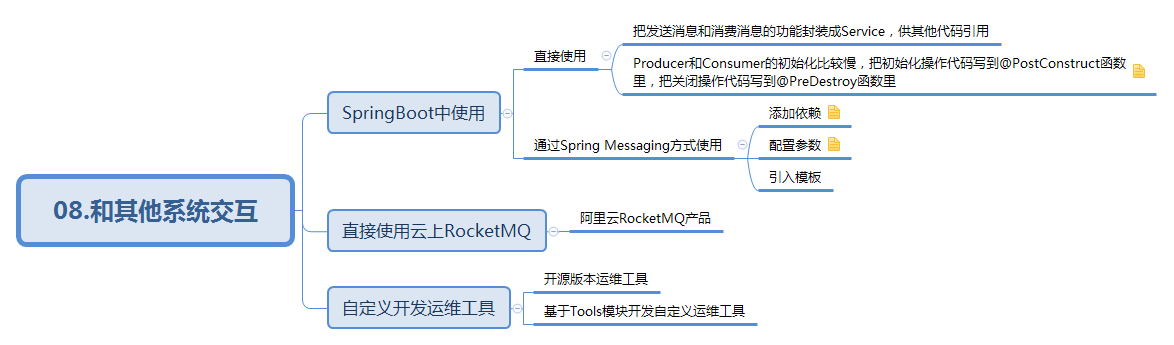 08.和其他系统交互
SpringBoot中使用
直接使用
把发送消息和消费消息的功能封装成Service，供其他代码引用
Producer和Consumer的初始化比较慢，把初始化操作代码写到@PostConstruct函数
里，把关闭操作代码写到@PreDestroy函数里
通过Spring Messaging方式使用
添加依赖
配置参数
引入模板
直接使用云上RocketMQ
阿里云RocketMQ产品
自定义开发运维工具
开源版本运维工具
基于Tools模块开发自定义运维工具